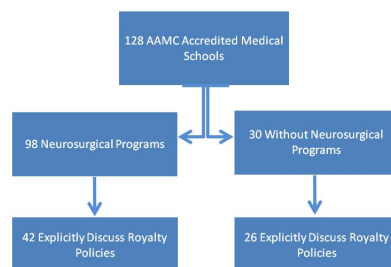 128 AAMC Accredited Medical
Schools
98 Neurosurgical Programs
30 Without Neurosurgical
Programs
42 Explicitly Discuss Royalty
Policies
26 Explicitly Discuss Royalty
Policies